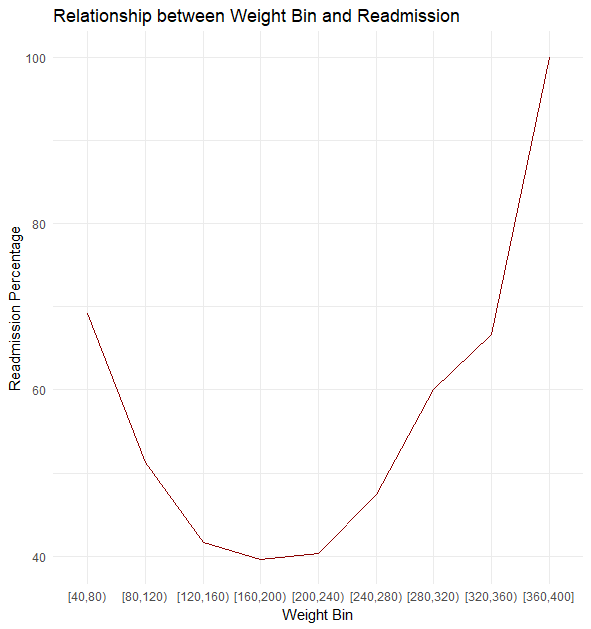 Relationship between Weight Bin and Readmission
100
80
60
40
Readmission Percentage
[40,80) [80,120) [120,160) [160,200) [200,240) [240,280) [280,320) [320,360) [360,400]
Weight Bin